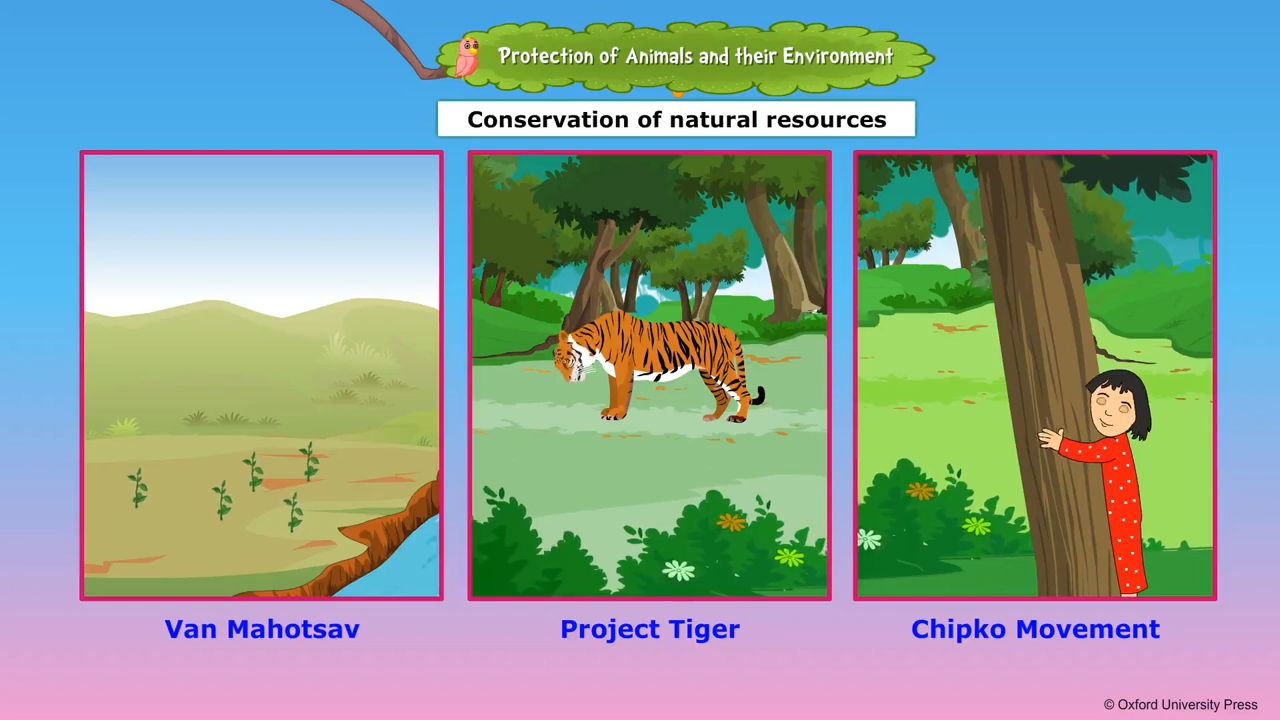 Protection of Animals and their Environment
Conservation of natural resources
Van Mahotsav
Project Tiger
Chipko Movement
© Oxford University Press